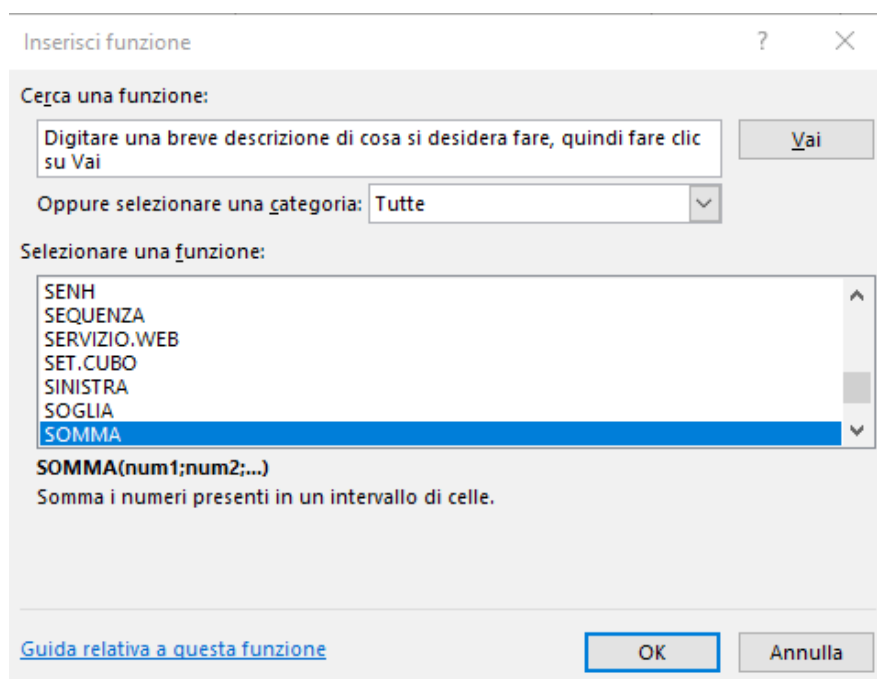 Inserisci funzione ?
Cerca una funzione:
Digitare una breve descrizione di cosa si desidera fare, quindi fare clic
su Vai
Vai
Oppure selezionare una categoria: Tutte
Selezionare una funzione:
SENH
SEQUENZA
SERVIZIO.WEB
SET.CUBO
SINISTRA
SOGLIA
SOMMA
SOMMA(num1;num2;...)
Somma i numeri presenti in un intervallo di celle.
Guida relativa a questa funzione
OK
Annulla